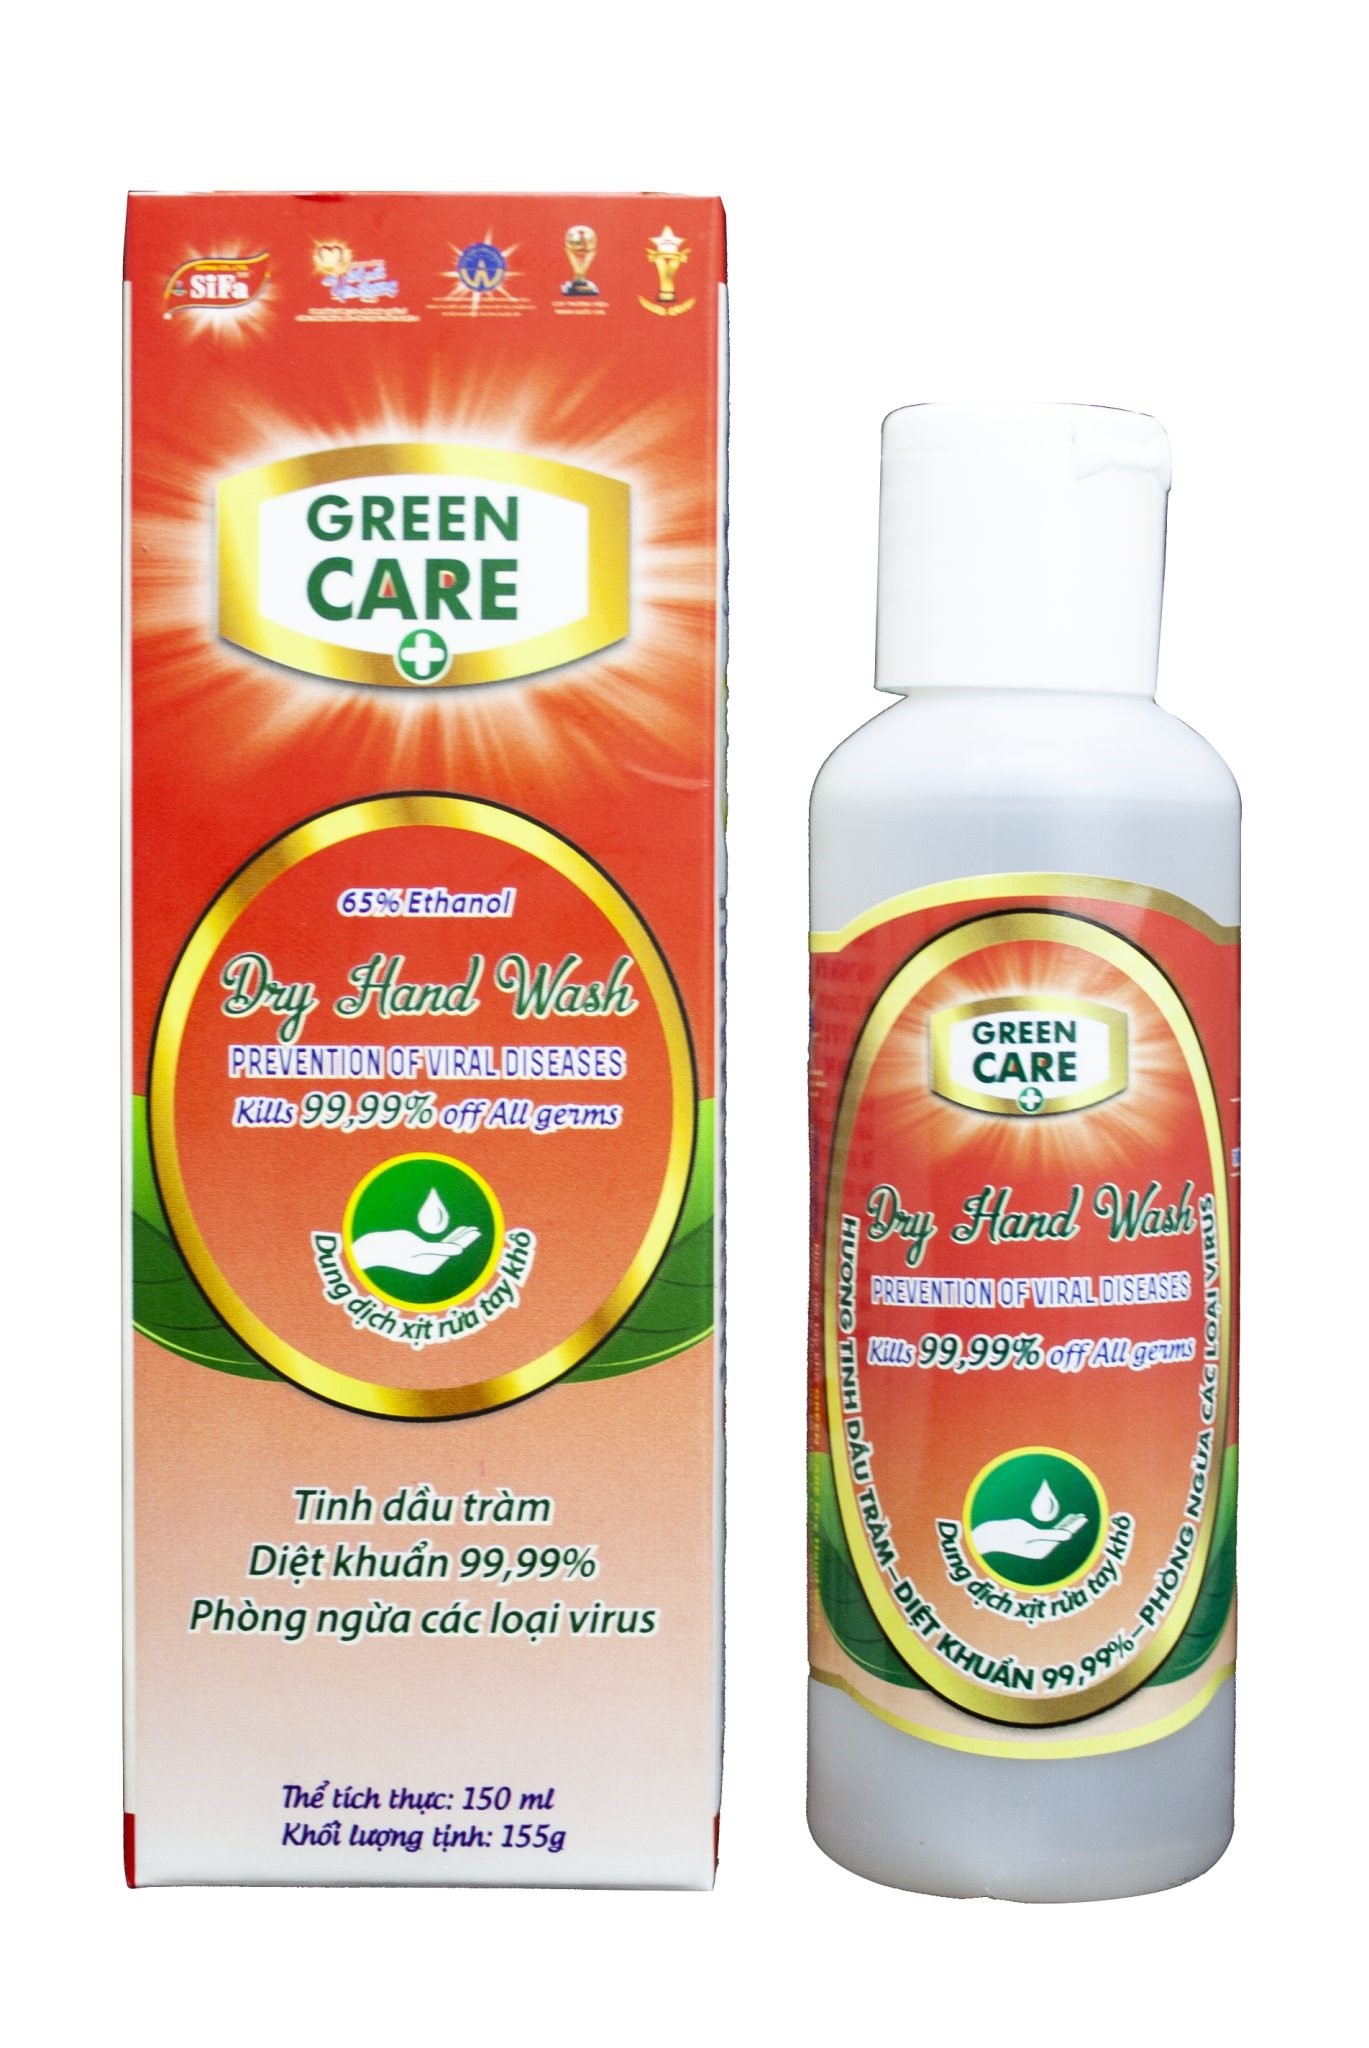 SiFa
GREEN
CARE
65% Ethanol
Dry Hand Wash
PREVENTION OF VIRAL DISEASES
Kills 99,99% off All germs
Dung dịch xịt rửa tay khô
Tinh dầu tràm
Diệt khuẩn 99,99%
Phòng ngừa các loại virus
Thể tích thực: 150 ml
Khối lượng tịnh: 155g
GREEN
CARE
Dry Hand Wash
PREVENTION OF VIRAL DISEASES
Kills 99,99% off All germs
Dung dịch xịt rửa tay khô
HƯƠNG TINH DẦU TRÀM–DIỆT KHUẨN 99,99%–PHÒNG NGỪA CÁC LOẠI VIRUS